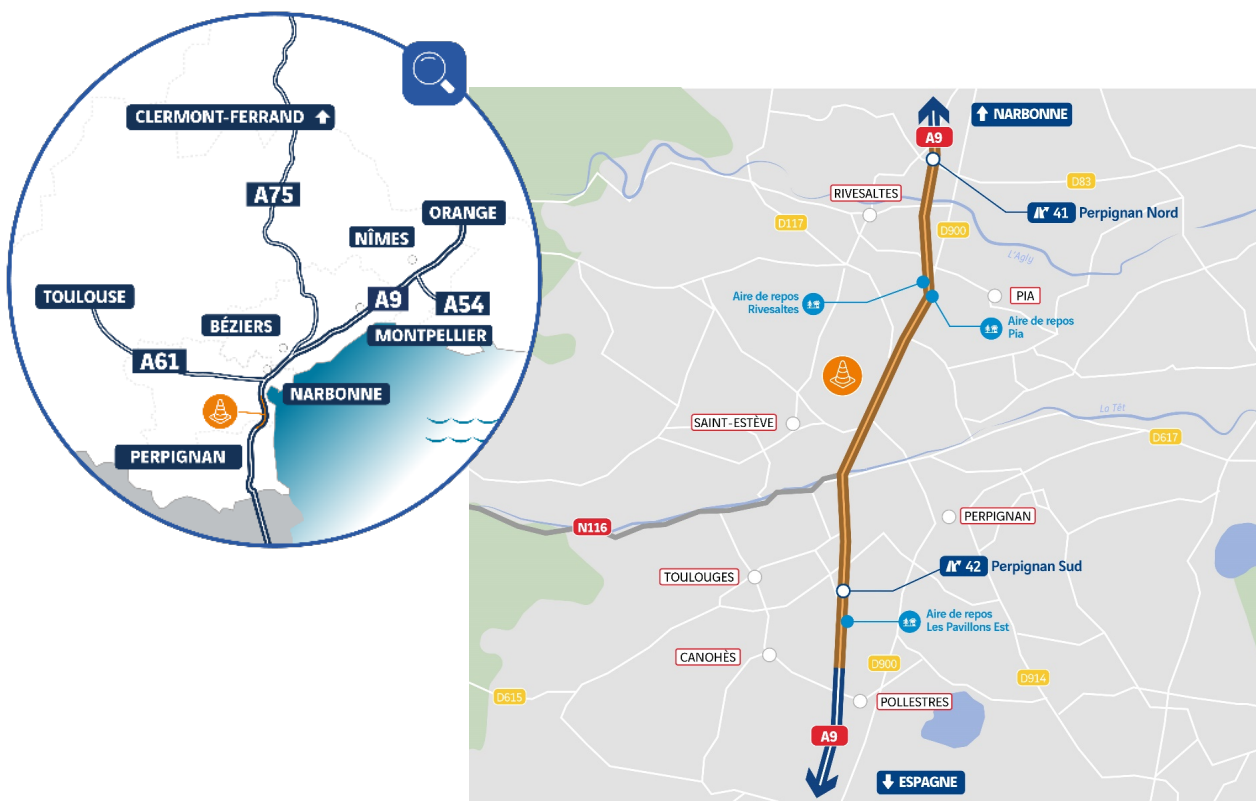 CLERMONT-FERRAND
A75
ORANGE
NÎMES
TOULOUSE
A9
A54
BÉZIERS
MONTPELLIER
A61
NARBONNE
PERPIGNAN
NARBONNE
A9
D83
RIVESALTES
41 Perpignan Nord
D117
D900
L'Agly
Aire de repos
Rivesaltes
PIA
Aire de repos
Pia
La Têt
SAINT-ESTÈVE
D617
N116
PERPIGNAN
42 Perpignan Sud
TOULOUGES
Aire de repos
Les Pavillons Est
CANOHÈS
D900
D914
D615
POLLESTRES
A9
ESPAGNE